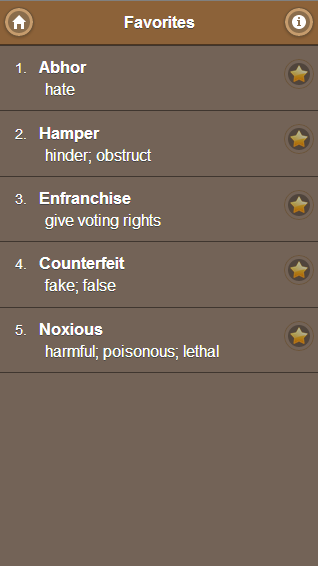 Favorites
1. Abhor
hate
2. Hamper
hinder; obstruct
3. Enfranchise
give voting rights
4. Counterfeit
fake; false
5. Noxious
harmful; poisonous; lethal